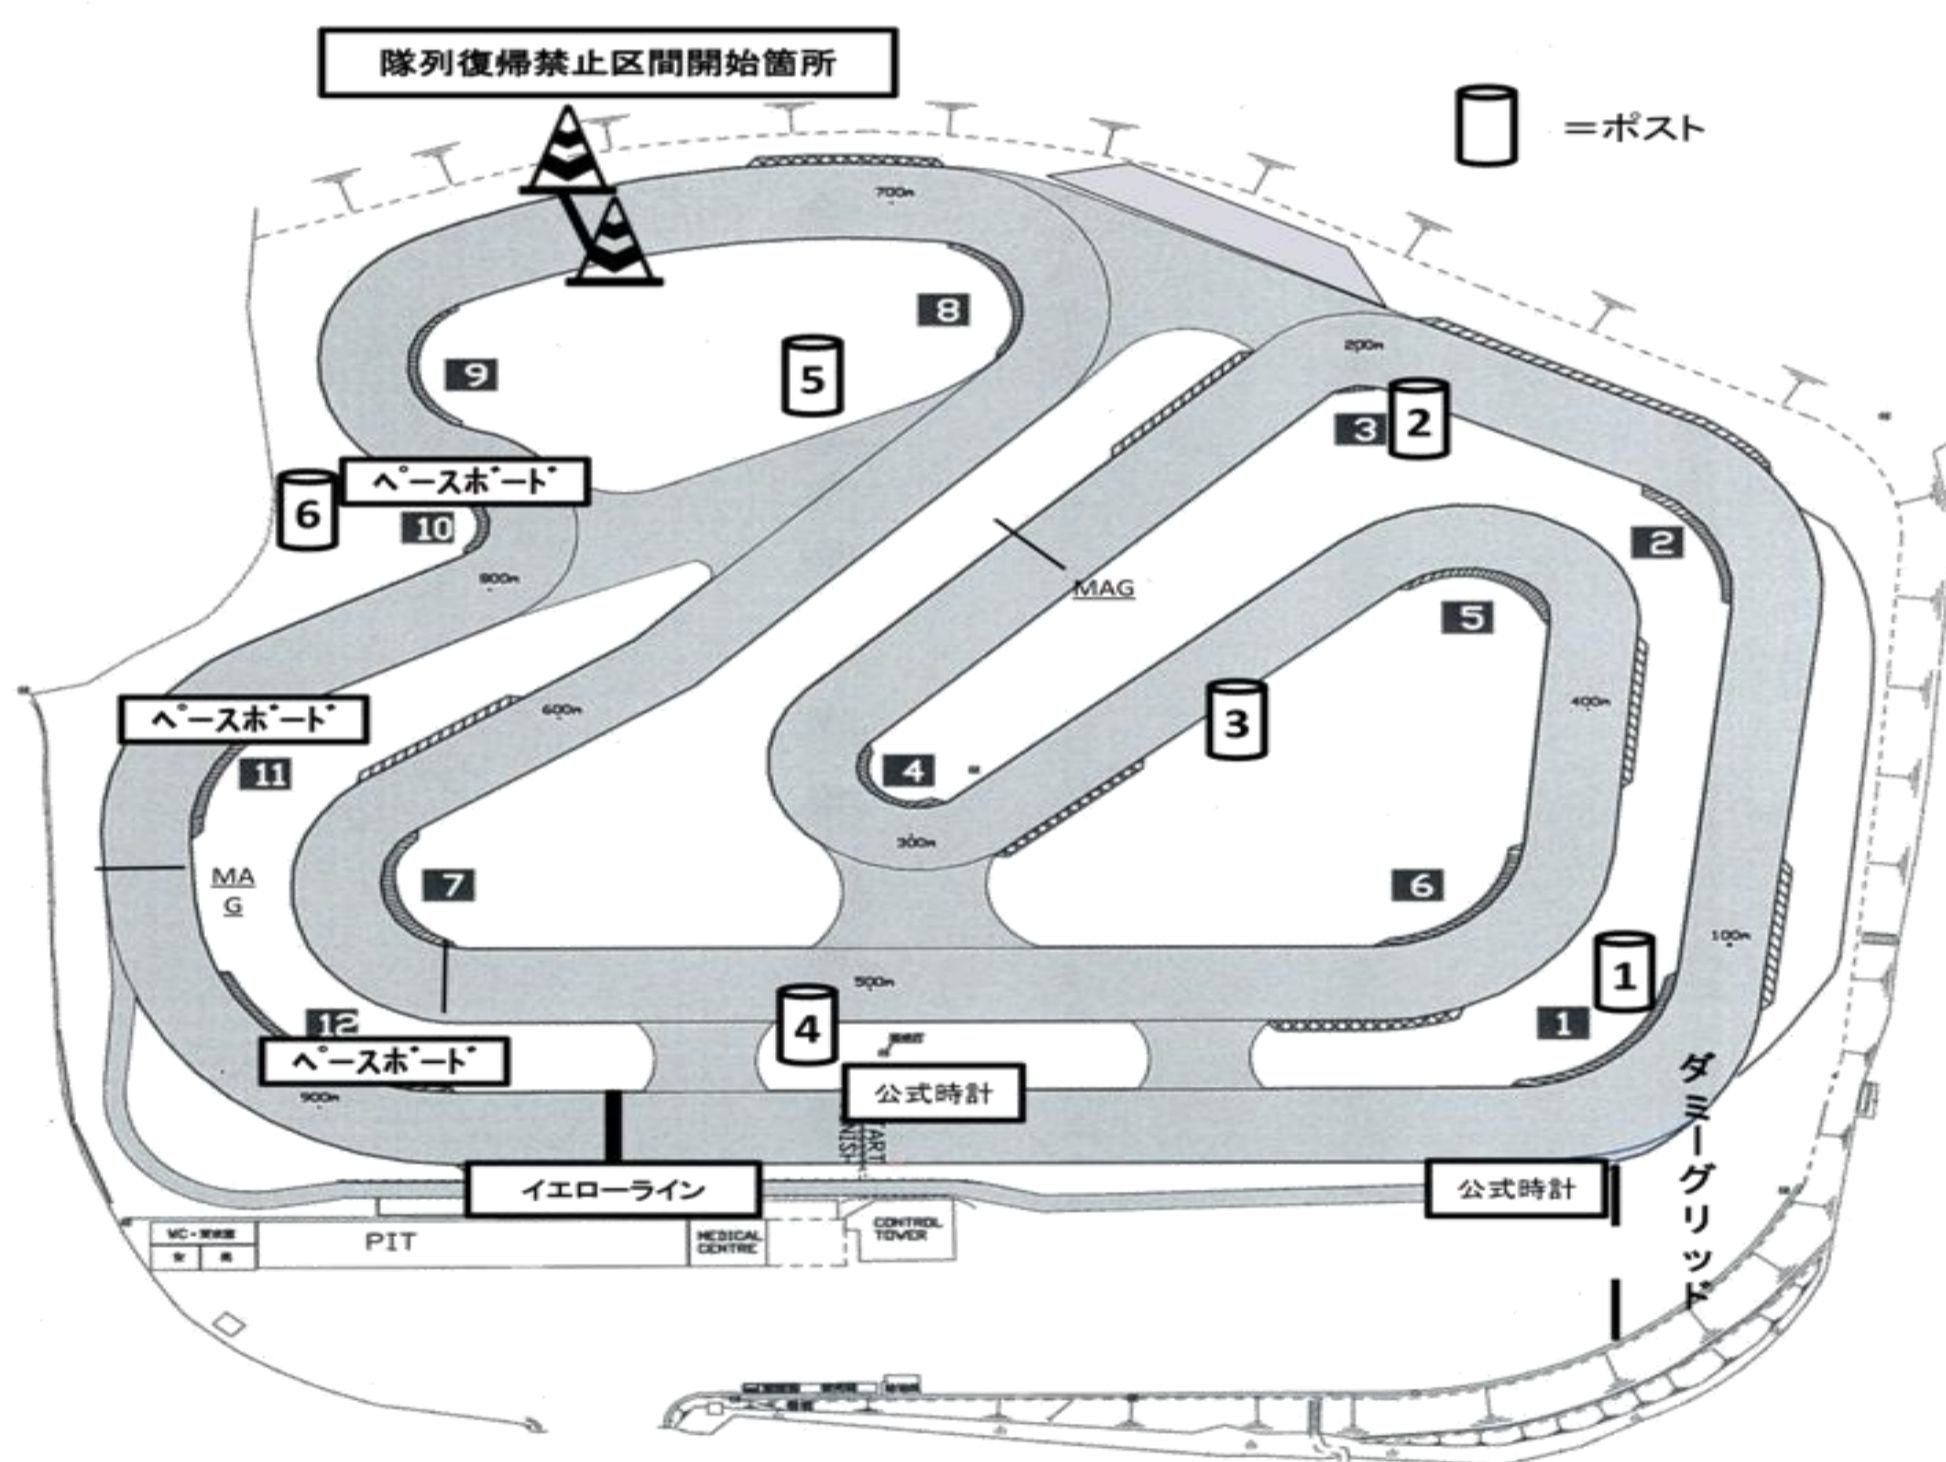 隊列復帰禁止区間開始箇所
=ポスト
700m
8
9
5
200m
2
3
ペースボード
6
10
2
800m
MAG
5
ペースボード
600m
3
400m
11
4
300m
MA
G
7
6
100m
1
500m
12
4
1
ペースボード
公式時計
900m
ダミーグリッド
イエローライン
公式時計
PIT
MEDICAL
CENTRE
CONTROL
TOWER